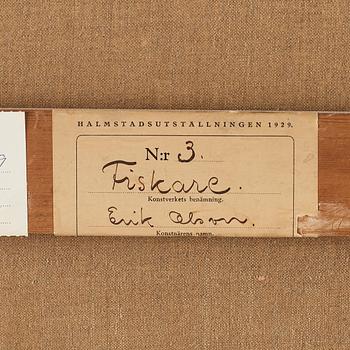 HALMSTADSUTSTÄLLNINGEN 1929.
N:r 3.
Fiskare.
Konstverkets benämning.
Erik Olson.
Konstnärens namn.